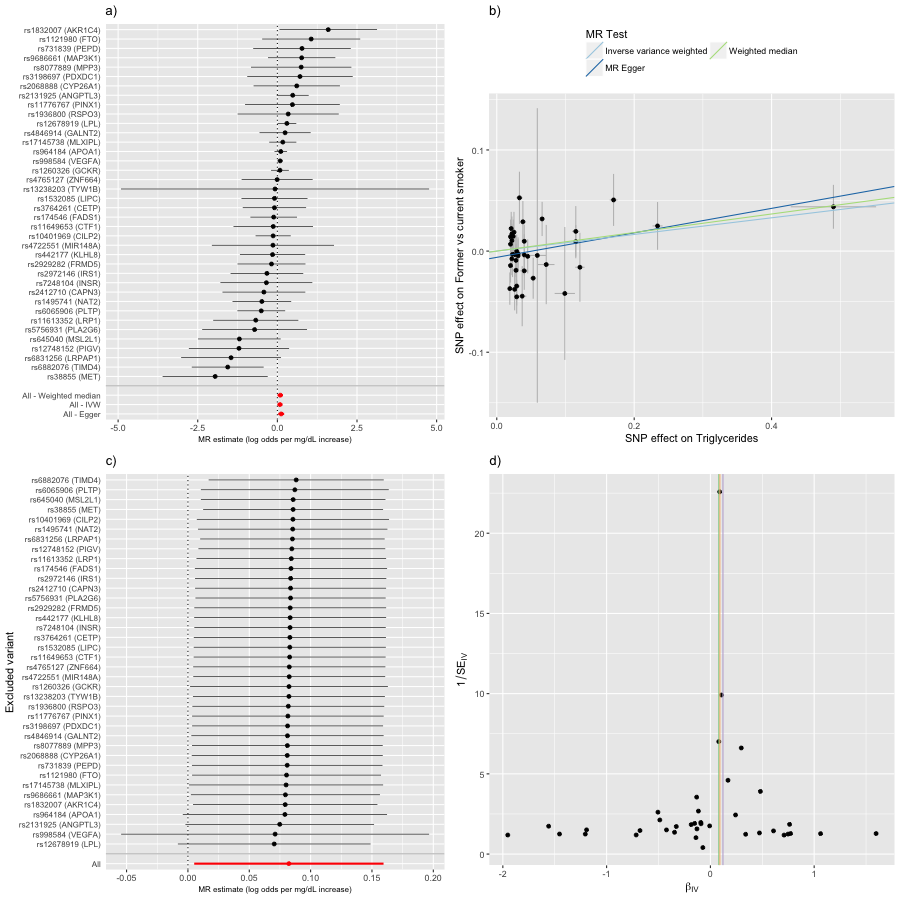 a)
rs1832007 (AKR1C4)
rs1121980 (FTO)
rs731839 (PEPD)
rs9686661 (MAP3K1)
rs8077889 (MPP3)
rs3198697 (PDXDC1)
rs2068888 (CYP26A1)
rs2131925 (ANGPTL3)
rs11776767 (PINX1)
rs1936800 (RSPO3)
rs12678919 (LPL)
rs4846914 (GALNT2)
rs17145738 (MLXIPL)
rs964184 (APOA1)
rs998584 (VEGFA)
rs1260326 (GCKR)
rs4765127 (ZNF664)
rs13238203 (TYW1B)
rs1532085 (LIPC)
rs3764261 (CETP)
rs174546 (FADS1)
rs11649653 (CTF1)
rs10401969 (CILP2)
rs4722551 (MIR148A)
rs442177 (KLHL8)
rs2929282 (FRMD5)
rs2972146 (IRS1)
rs7248104 (INSR)
rs2412710 (CAPN3)
rs1495741 (NAT2)
rs6065906 (PLTP)
rs11613352 (LRP1)
rs5756931 (PLA2G6)
rs645040 (MSL2L1)
rs12748152 (PIGV)
rs6831256 (LRPAP1)
rs6882076 (TIMD4)
rs38855 (MET)
All - Weighted median
All - IVW
All - Egger
-5.0 -2.5 0.0 2.5 5.0
MR estimate (log odds per mg/dL increase)
b)
MR Test
Inverse variance weighted
Weighted median
MR Egger
SNP effect on Former vs current smoker
0.1
0.0
-0.1
0.0 0.2 0.4
SNP effect on Triglycerides
c)
Excluded variant
rs6882076 (TIMD4)
rs6065906 (PLTP)
rs645040 (MSL2L1)
rs38855 (MET)
rs10401969 (CILP2)
rs1495741 (NAT2)
rs6831256 (LRPAP1)
rs12748152 (PIGV)
rs11613352 (LRP1)
rs174546 (FADS1)
rs2972146 (IRS1)
rs2412710 (CAPN3)
rs5756931 (PLA2G6)
rs2929282 (FRMD5)
rs442177 (KLHL8)
rs7248104 (INSR)
rs3764261 (CETP)
rs1532085 (LIPC)
rs11649653 (CTF1)
rs4765127 (ZNF664)
rs4722551 (MIR148A)
rs1260326 (GCKR)
rs13238203 (TYW1B)
rs1936800 (RSPO3)
rs11776767 (PINX1)
rs3198697 (PDXDC1)
rs4846914 (GALNT2)
rs8077889 (MPP3)
rs2068888 (CYP26A1)
rs731839 (PEPD)
rs1121980 (FTO)
rs17145738 (MLXIPL)
rs9686661 (MAP3K1)
rs1832007 (AKR1C4)
rs964184 (APOA1)
rs2131925 (ANGPTL3)
rs998584 (VEGFA)
rs12678919 (LPL)
All
-0.05 0.00 0.05 0.10 0.15 0.20
MR estimate (log odds per mg/dL increase)
d)
1/SE IV
20
15
10
5
0
-2 -1 0 1
β IV